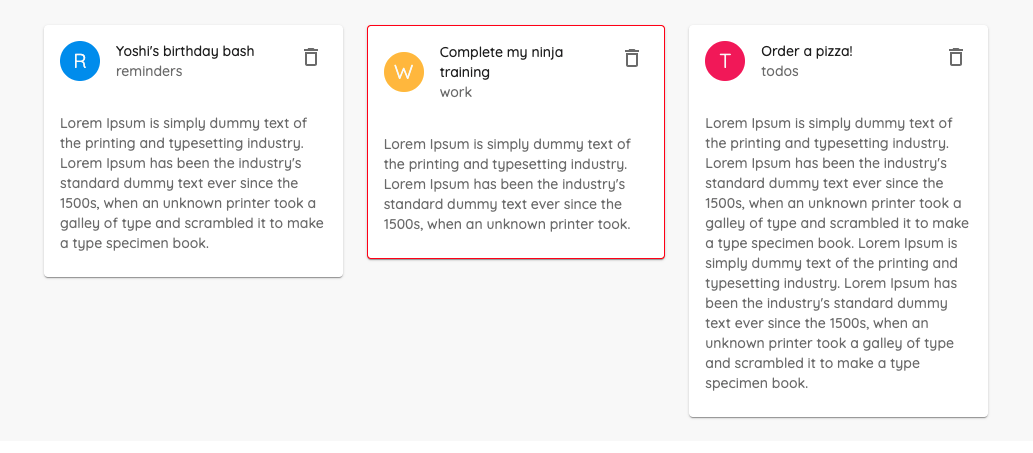 R
Yoshi's birthday bash
reminders
Lorem Ipsum is simply dummy text of
the printing and typesetting industry.
Lorem Ipsum has been the industry's
standard dummy text ever since the
1500s, when an unknown printer took a
galley of type and scrambled it to make
a type specimen book.
W
Complete my ninja
training
work
Lorem Ipsum is simply dummy text of
the printing and typesetting industry.
Lorem Ipsum has been the industry's
standard dummy text ever since the
1500s, when an unknown printer took.
T
Order a pizza!
todos
Lorem Ipsum is simply dummy text of
the printing and typesetting industry.
Lorem Ipsum has been the industry's
standard dummy text ever since the
1500s, when an unknown printer took a
galley of type and scrambled it to make
a type specimen book. Lorem Ipsum is
simply dummy text of the printing and
typesetting industry. Lorem Ipsum has
been the industry's standard dummy
text ever since the 1500s, when an
unknown printer took a galley of type
and scrambled it to make a type
specimen book.